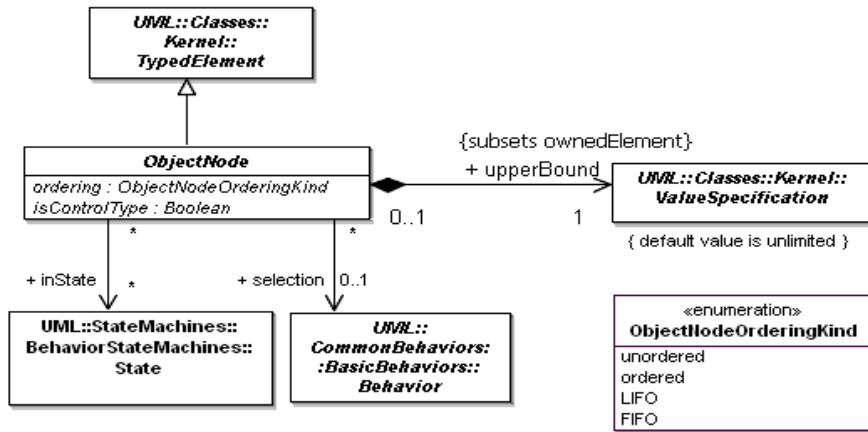 UML::Classes::
Kernel::
TypedElement
ObjectNode
ordering : ObjectNodeOrderingKind
isControlType : Boolean
{subsets ownedElement}
+ upperBound
0..1
1
UML::Classes::Kernel::
ValueSpecification
{ default value is unlimited }
*
*
+ inState
*
+ selection
0..1
UML::StateMachines::
BehaviorStateMachines::
State
UML::
CommonBehaviors:
:BasicBehaviors::
Behavior
«enumeration»
ObjectNodeOrderingKind
unordered
ordered
LIFO
FIFO